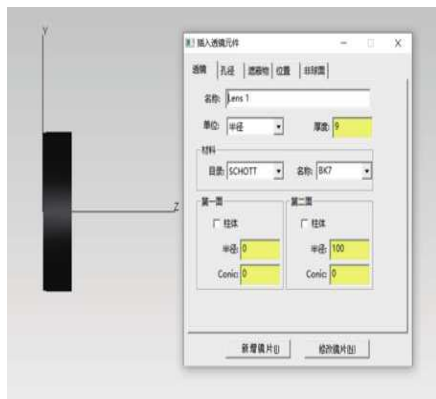 Y
Z
插入透镜元件
透镜 孔径 遮蔽物 位置 非球面
名称: Lens 1
单位: 半径 厚度: 9
材料
目录: SCHOTT 名称: BK7
第一面 第二面
柱体 柱体
半径: 0 半径: 100
Conic: 0 Conic: 0
新增镜片(I) 修改镜片(N)